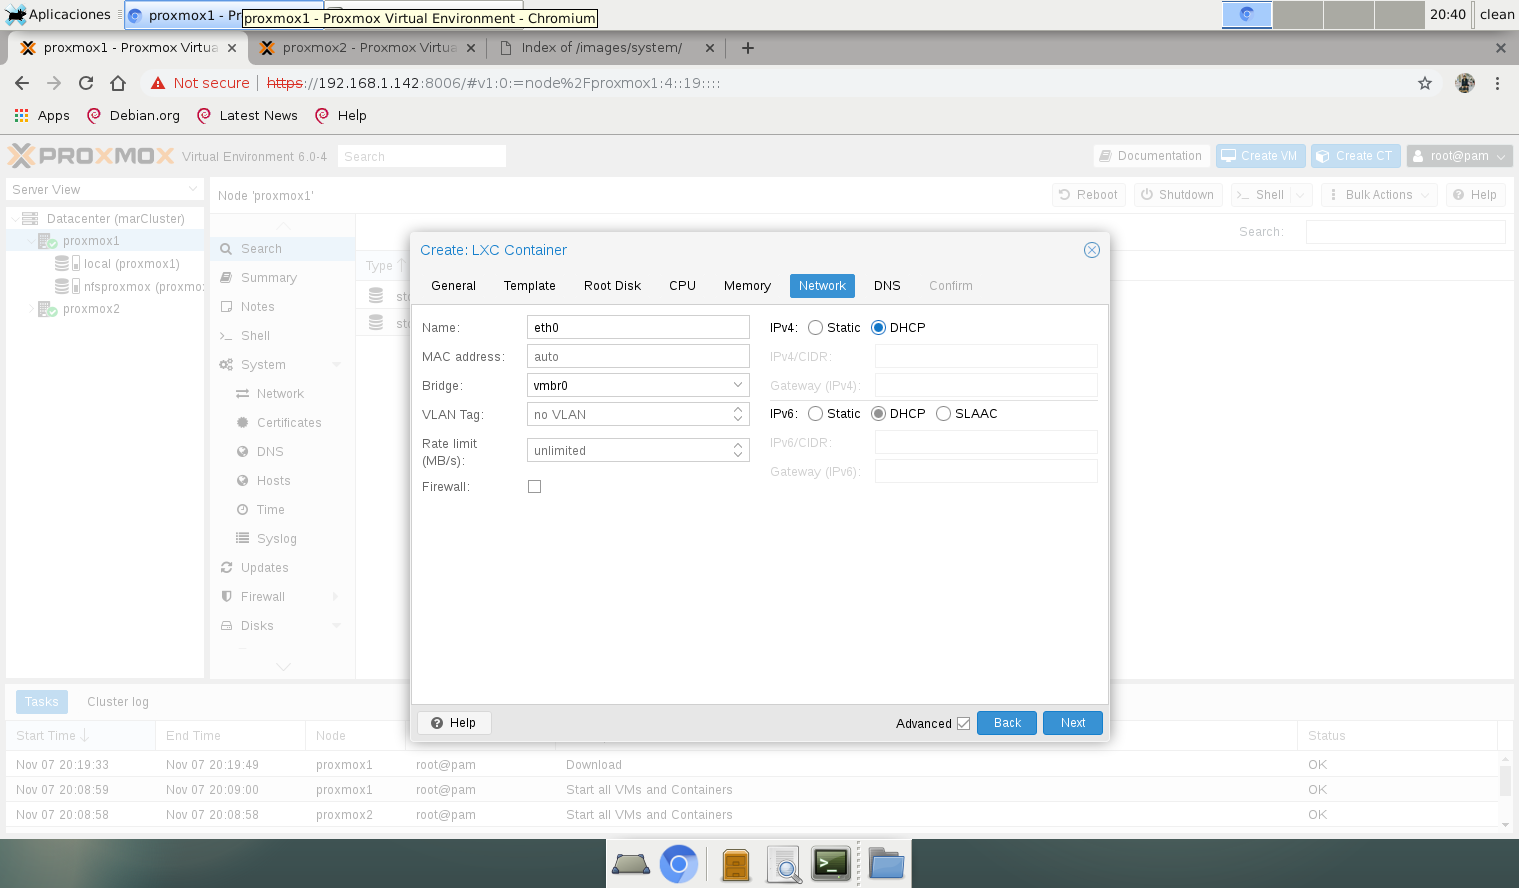 Aplicaciones
proxmox1 - Pr
proxmox1 - Proxmox Virtual Environment - Chromium
20:40
clean
proxmox1 - Proxmox Virtua
proxmox2 - Proxmox Virtua
Index of /images/system/
Not secure
https://192.168.1.142:8006/#v1:0:=node%2Fproxmox1:4::19::::
Apps
Debian.org
Latest News
Help
PROXMOX
Virtual Environment 6.0-4
Search
Documentation
Create VM
Create CT
root@pam
Server View
Node 'proxmox1'
Reboot
Shutdown
Shell
Bulk Actions
Help
Datacenter (marCluster)
proxmox1
local (proxmox1)
nfsproxmox (proxmo
proxmox2
Search
Summary
Notes
Shell
System
Network
Certificates
DNS
Hosts
Time
Syslog
Updates
Firewall
Disks
Search:
Type
sto
sto
Create: LXC Container
General
Template
Root Disk
CPU
Memory
Network
DNS
Confirm
Name:
eth0
MAC address:
auto
Bridge:
vmbr0
VLAN Tag:
no VLAN
Rate limit
(MB/s):
unlimited
Firewall:
IPv4:
Static
DHCP
IPv4/CIDR:
Gateway (IPv4):
IPv6:
Static
DHCP
SLAAC
IPv6/CIDR:
Gateway (IPv6):
Help
Advanced
Back
Next
Tasks
Cluster log
Start Time
End Time
Node
Status
Nov 07 20:19:33
Nov 07 20:19:49
proxmox1
root@pam
Download
OK
Nov 07 20:08:59
Nov 07 20:09:00
proxmox1
root@pam
Start all VMs and Containers
OK
Nov 07 20:08:58
Nov 07 20:08:58
proxmox2
root@pam
Start all VMs and Containers
OK